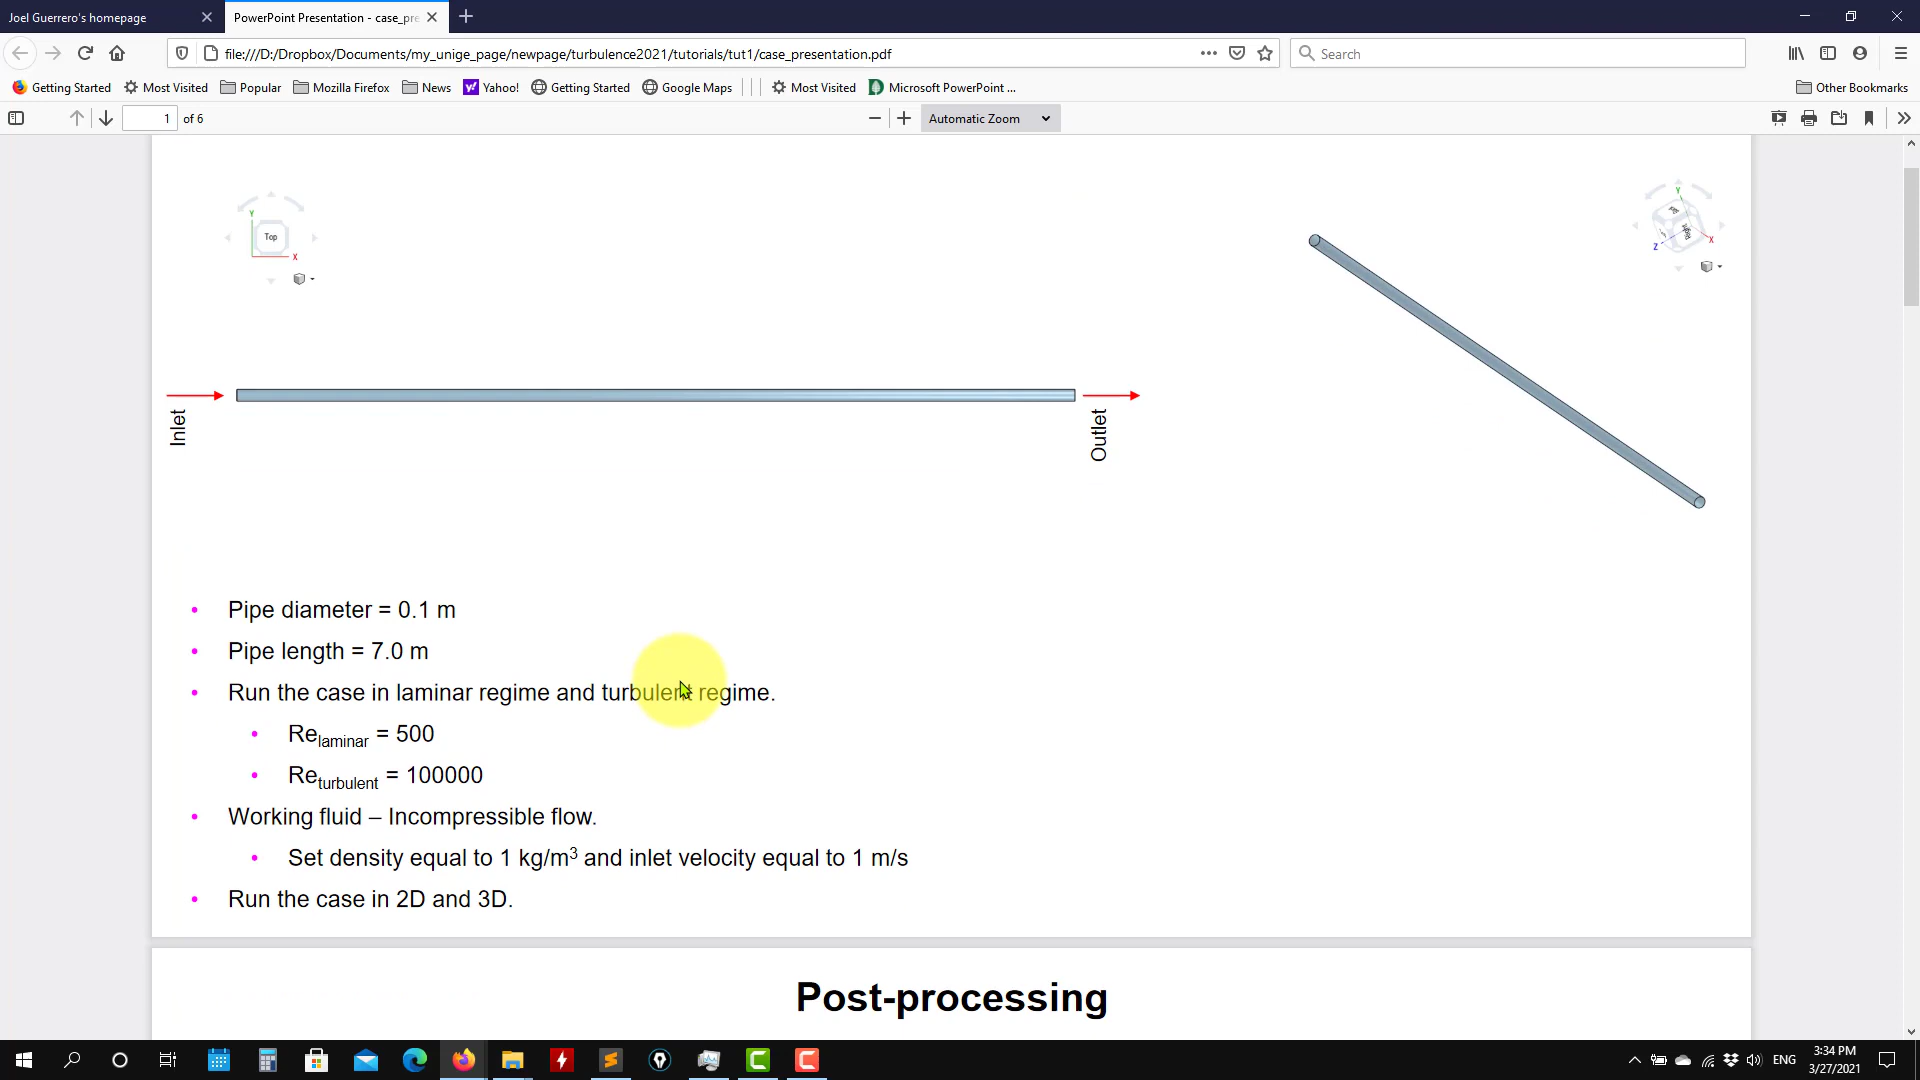 Joel Guerrero's homepage
PowerPoint Presentation - case_pre
file:///D:/Dropbox/Documents/my_unige_page/newpage/turbulence2021/tutorials/tut1/case_presentation.pdf
Search
Getting Started
Most Visited
Popular
Mozilla Firefox
News
Yahoo!
Getting Started
Google Maps
Most Visited
Microsoft PowerPoint ...
Other Bookmarks
1 of 6
Automatic Zoom
Y
Top
X
Y
Right
X
Z
Inlet
Outlet
• Pipe diameter = 0.1 m
• Pipe length = 7.0 m
• Run the case in laminar regime and turbulent regime.
• Re laminar = 500
• Re turbulent = 100000
• Working fluid – Incompressible flow.
• Set density equal to 1 kg/m³ and inlet velocity equal to 1 m/s
• Run the case in 2D and 3D.
Post-processing
ENG
3:34 PM
3/27/2021